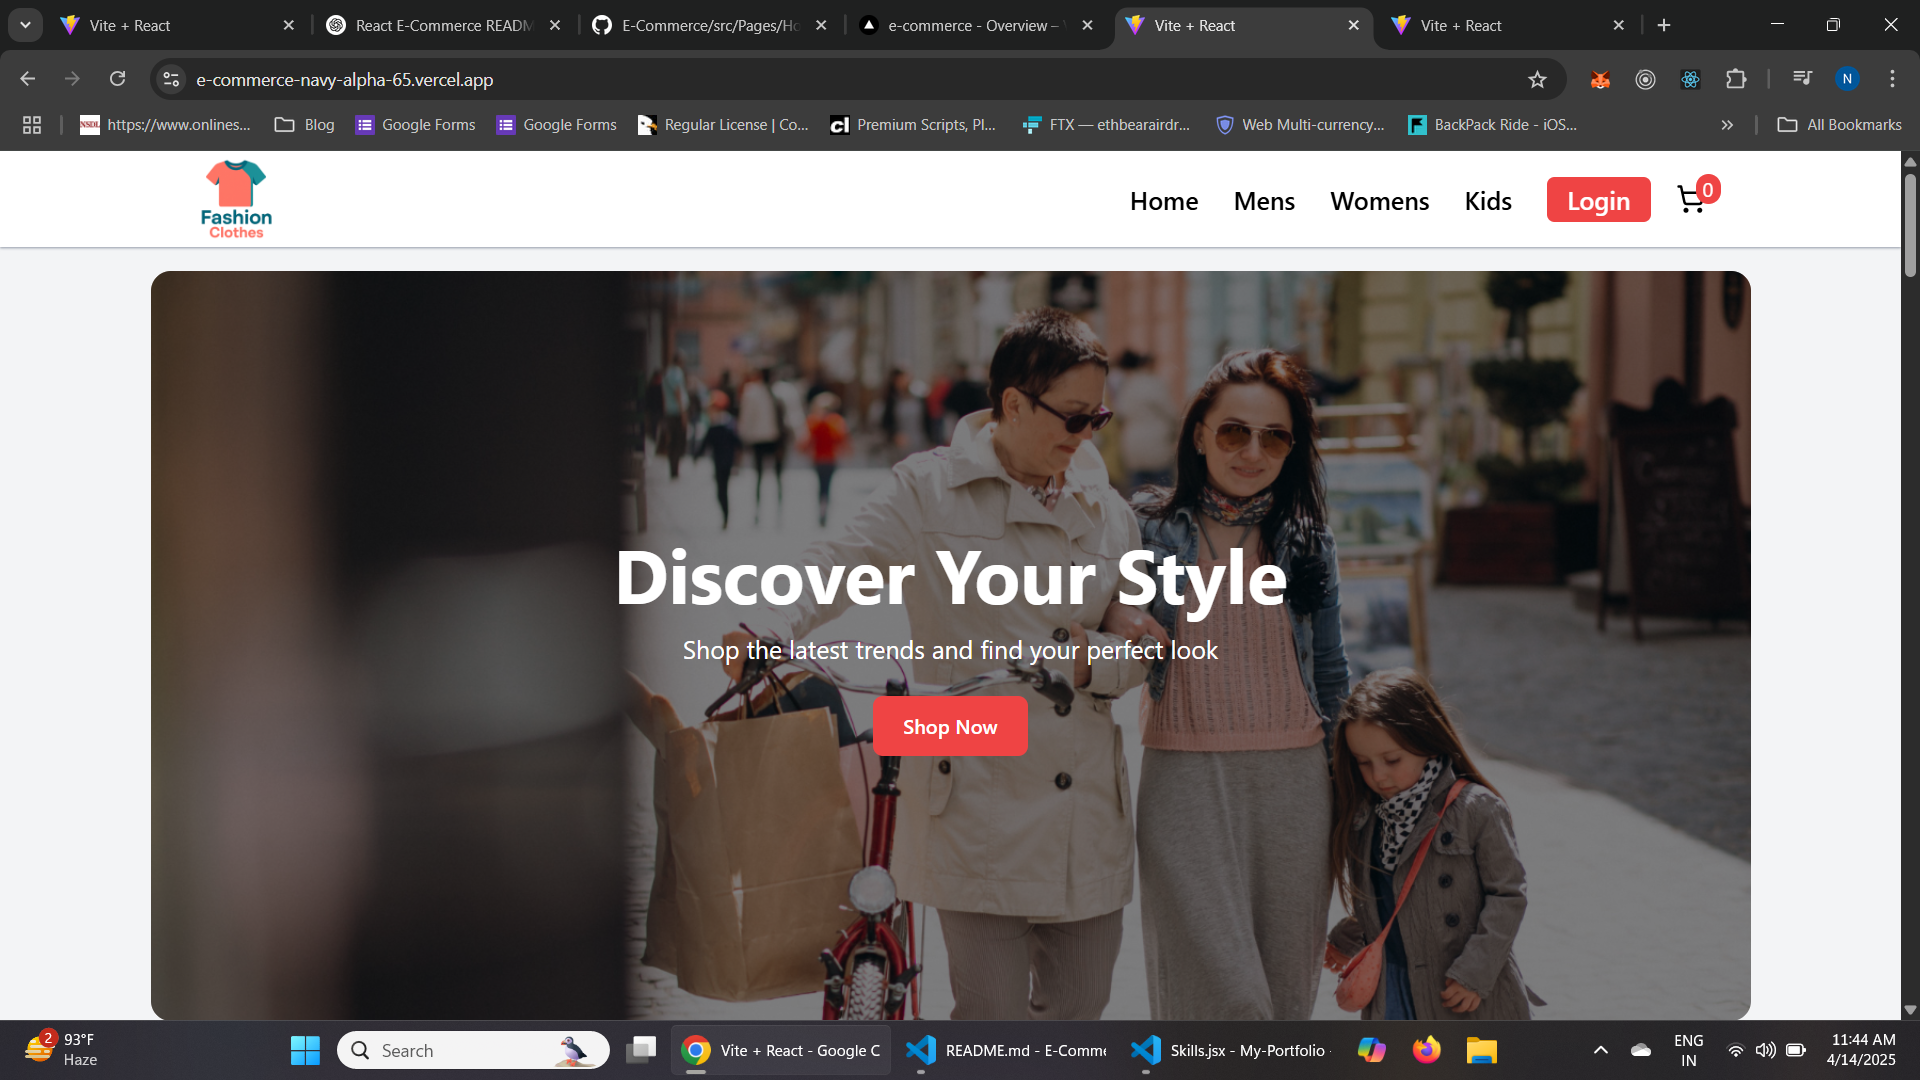 Vite + React
React E-Commerce READM
E-Commerce/src/Pages/Ho
e-commerce - Overview –
Vite + React
Vite + React
e-commerce-navy-alpha-65.vercel.app
N
NSDL
https://www.onlines...
Blog
Google Forms
Google Forms
Regular License | Co...
Premium Scripts, Pl...
FTX — ethbearairdr...
Web Multi-currency...
BackPack Ride - iOS...
All Bookmarks
Fashion
Clothes
Home
Mens
Womens
Kids
Login
0
Discover Your Style
Shop the latest trends and find your perfect look
Shop Now
2
93°F
Haze
Search
Vite + React - Google C
README.md - E-Comme
Skills.jsx - My-Portfolio
ENG
IN
11:44 AM
4/14/2025